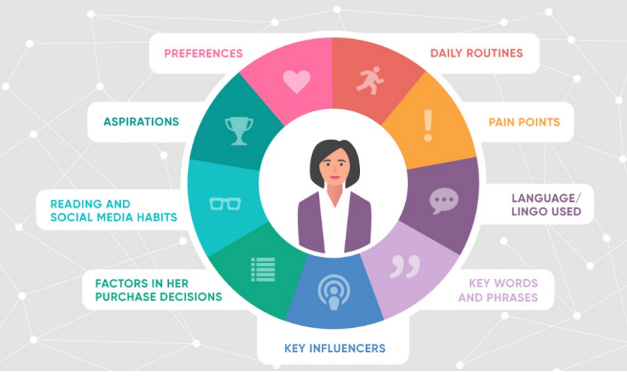 PREFERENCES
DAILY ROUTINES
ASPIRATIONS
PAIN POINTS
READING AND
SOCIAL MEDIA HABITS
LANGUAGE/
LINGO USED
FACTORS IN HER
PURCHASE DECISIONS
KEY WORDS
AND PHRASES
KEY INFLUENCERS